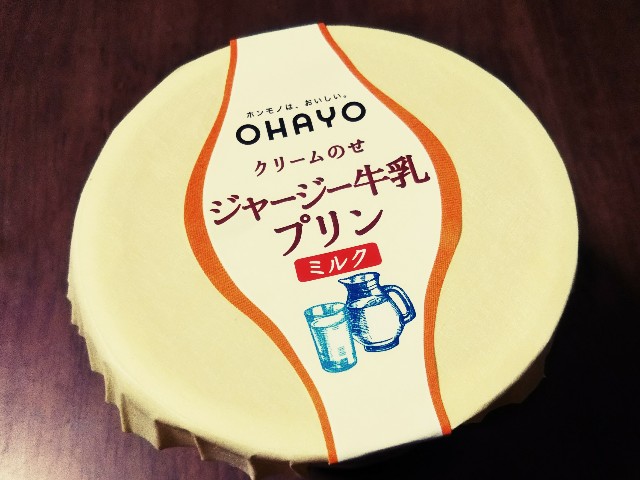 ホンモノは、おいしい。
OHAYO
クリームのせ
ジャージー牛乳
プリン
ミルク